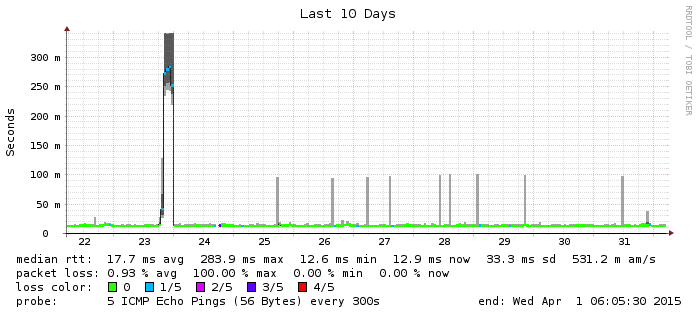 Last 10 Days
RRDTOOL / TOBI OETIKER
Seconds
300 m
250 m
200 m
150 m
100 m
50 m
0
22 23 24 25 26 27 28 29 30 31
median rtt: 17.7 ms avg 283.9 ms max 12.6 ms min 12.9 ms now 33.3 ms sd 531.2 m am/s
packet loss: 0.93 % avg 100.00 % max 0.00 % min 0.00 % now
loss color: 0 1/5 2/5 3/5 4/5
probe: 5 ICMP Echo Pings (56 Bytes) every 300s end: Wed Apr 1 06:05:30 2015